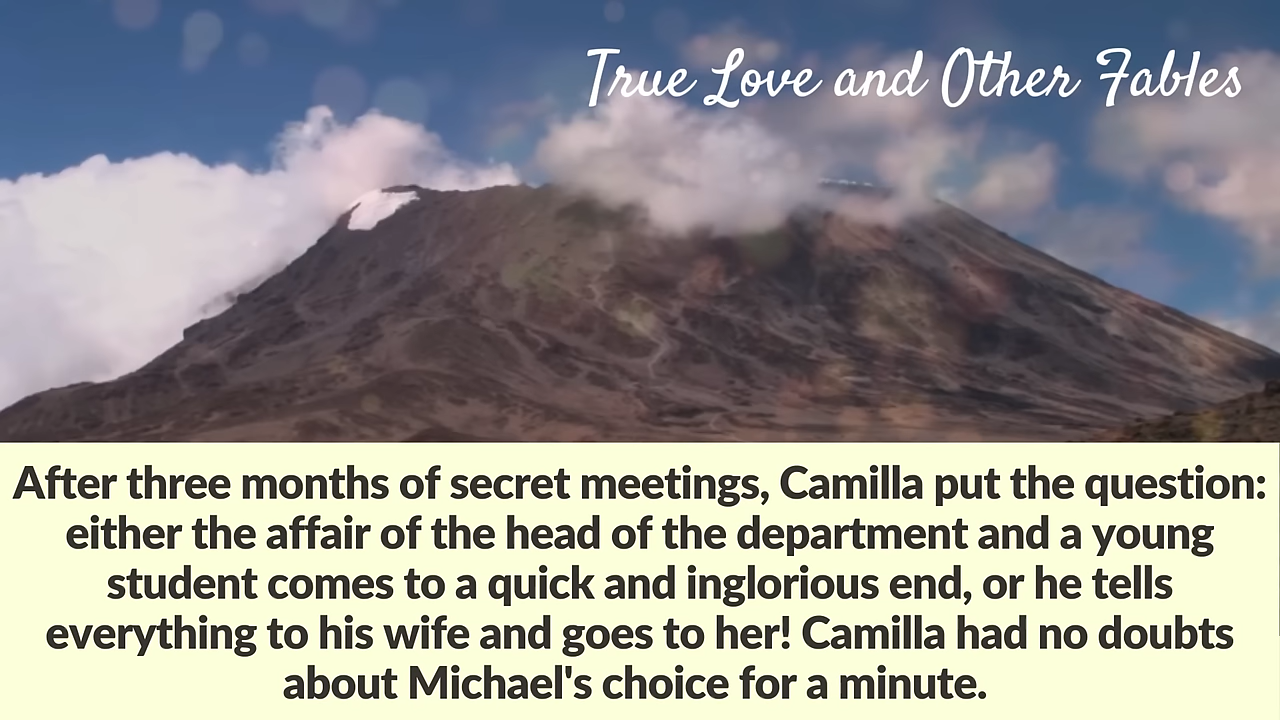 True Love and Other Fables
After three months of secret meetings, Camilla put the question:
either the affair of the head of the department and a young
student comes to a quick and inglorious end, or he tells
everything to his wife and goes to her! Camilla had no doubts
about Michael's choice for a minute.